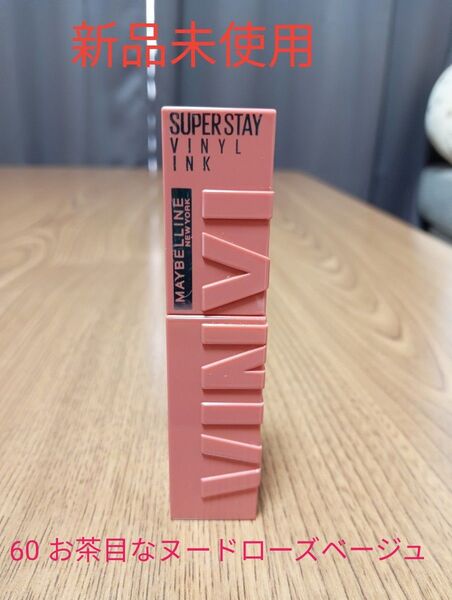 新品未使用
SUPER STAY
VINYL
INK
MAYBELLINE
NEW YORK
VINYL
60 お茶目なヌードローズベージュ